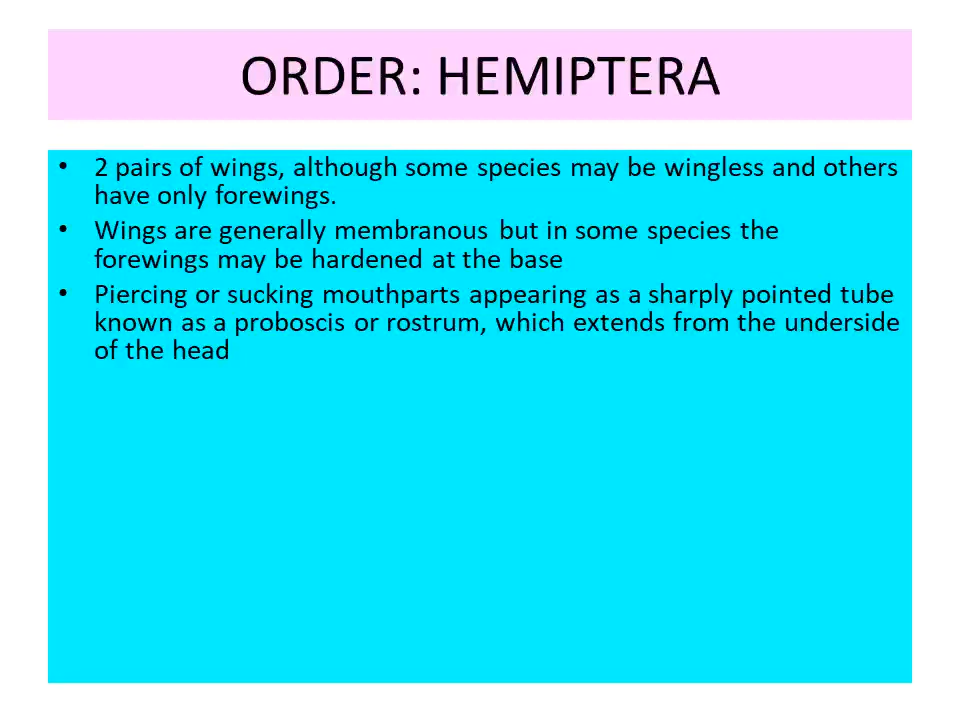 ORDER: HEMIPTERA
• 2 pairs of wings, although some species may be wingless and others
have only forewings.
• Wings are generally membranous but in some species the
forewings may be hardened at the base
• Piercing or sucking mouthparts appearing as a sharply pointed tube
known as a proboscis or rostrum, which extends from the underside
of the head